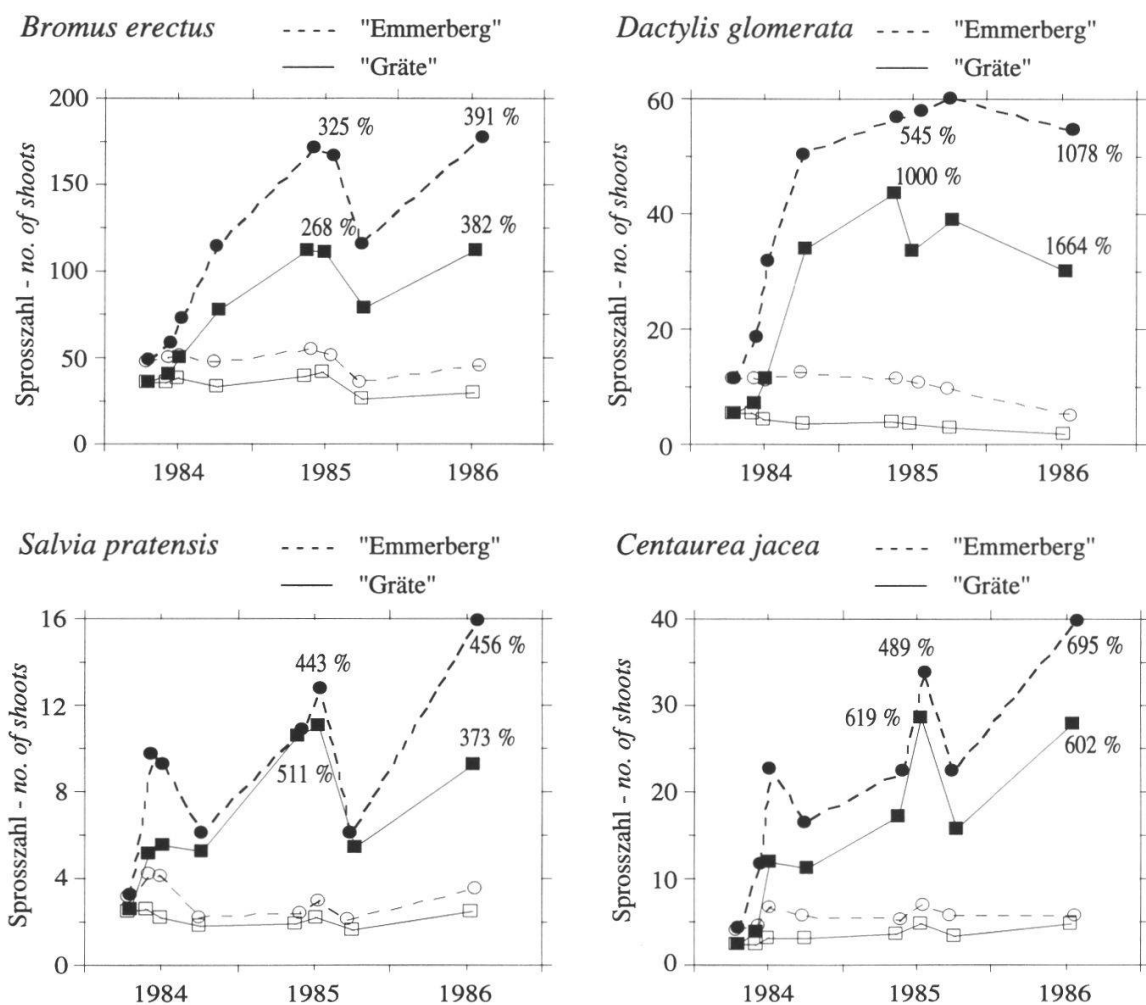 Bromus erectus
"Emmerberg"
"Gräte"
Sprosszahl - no. of shoots
200
150
100
50
0
325 %
391 %
268 %
382 %
1984
1985
1986
Dactylis glomerata
"Emmerberg"
"Gräte"
Sprosszahl - no. of shoots
60
40
20
0
545 %
1078 %
1000 %
1664 %
1984
1985
1986
Salvia pratensis
"Emmerberg"
"Gräte"
Sprosszahl - no. of shoots
16
12
8
4
0
443 %
456 %
511 %
373 %
1984
1985
1986
Centaurea jacea
"Emmerberg"
"Gräte"
Sprosszahl - no. of shoots
40
30
20
10
0
489 %
695 %
619 %
602 %
1984
1985
1986